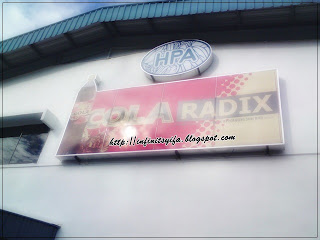 HPA
COLA RADIX
http://infinitsyifa.blogspot.com